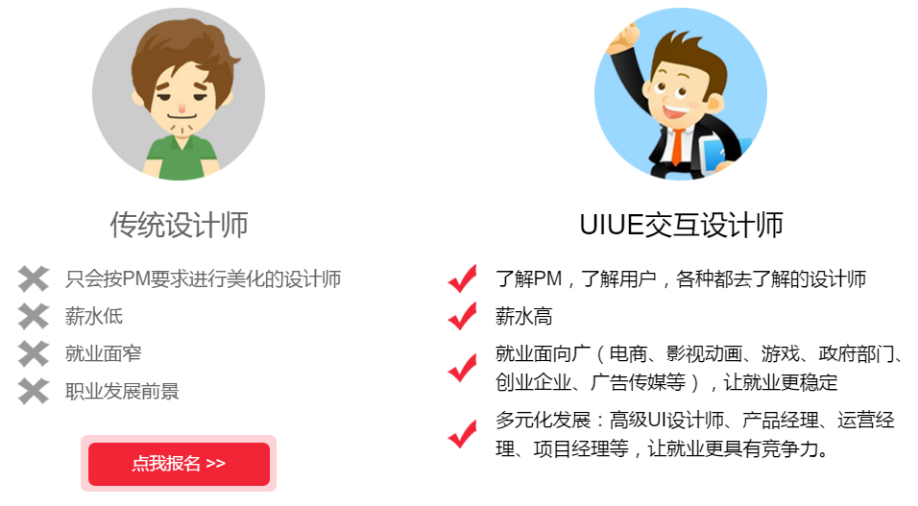 传统设计师
只会按PM要求进行美化的设计师
薪水低
就业面窄
职业发展前景
点我报名 >>
UIUE交互设计师
了解PM，了解用户，各种都去了解的设计师
薪水高
就业面向广（电商、影视动画、游戏、政府部门、
创业企业、广告传媒等），让就业更稳定
多元化发展：高级UI设计师、产品经理、运营经
理、项目经理等，让就业更具有竞争力。